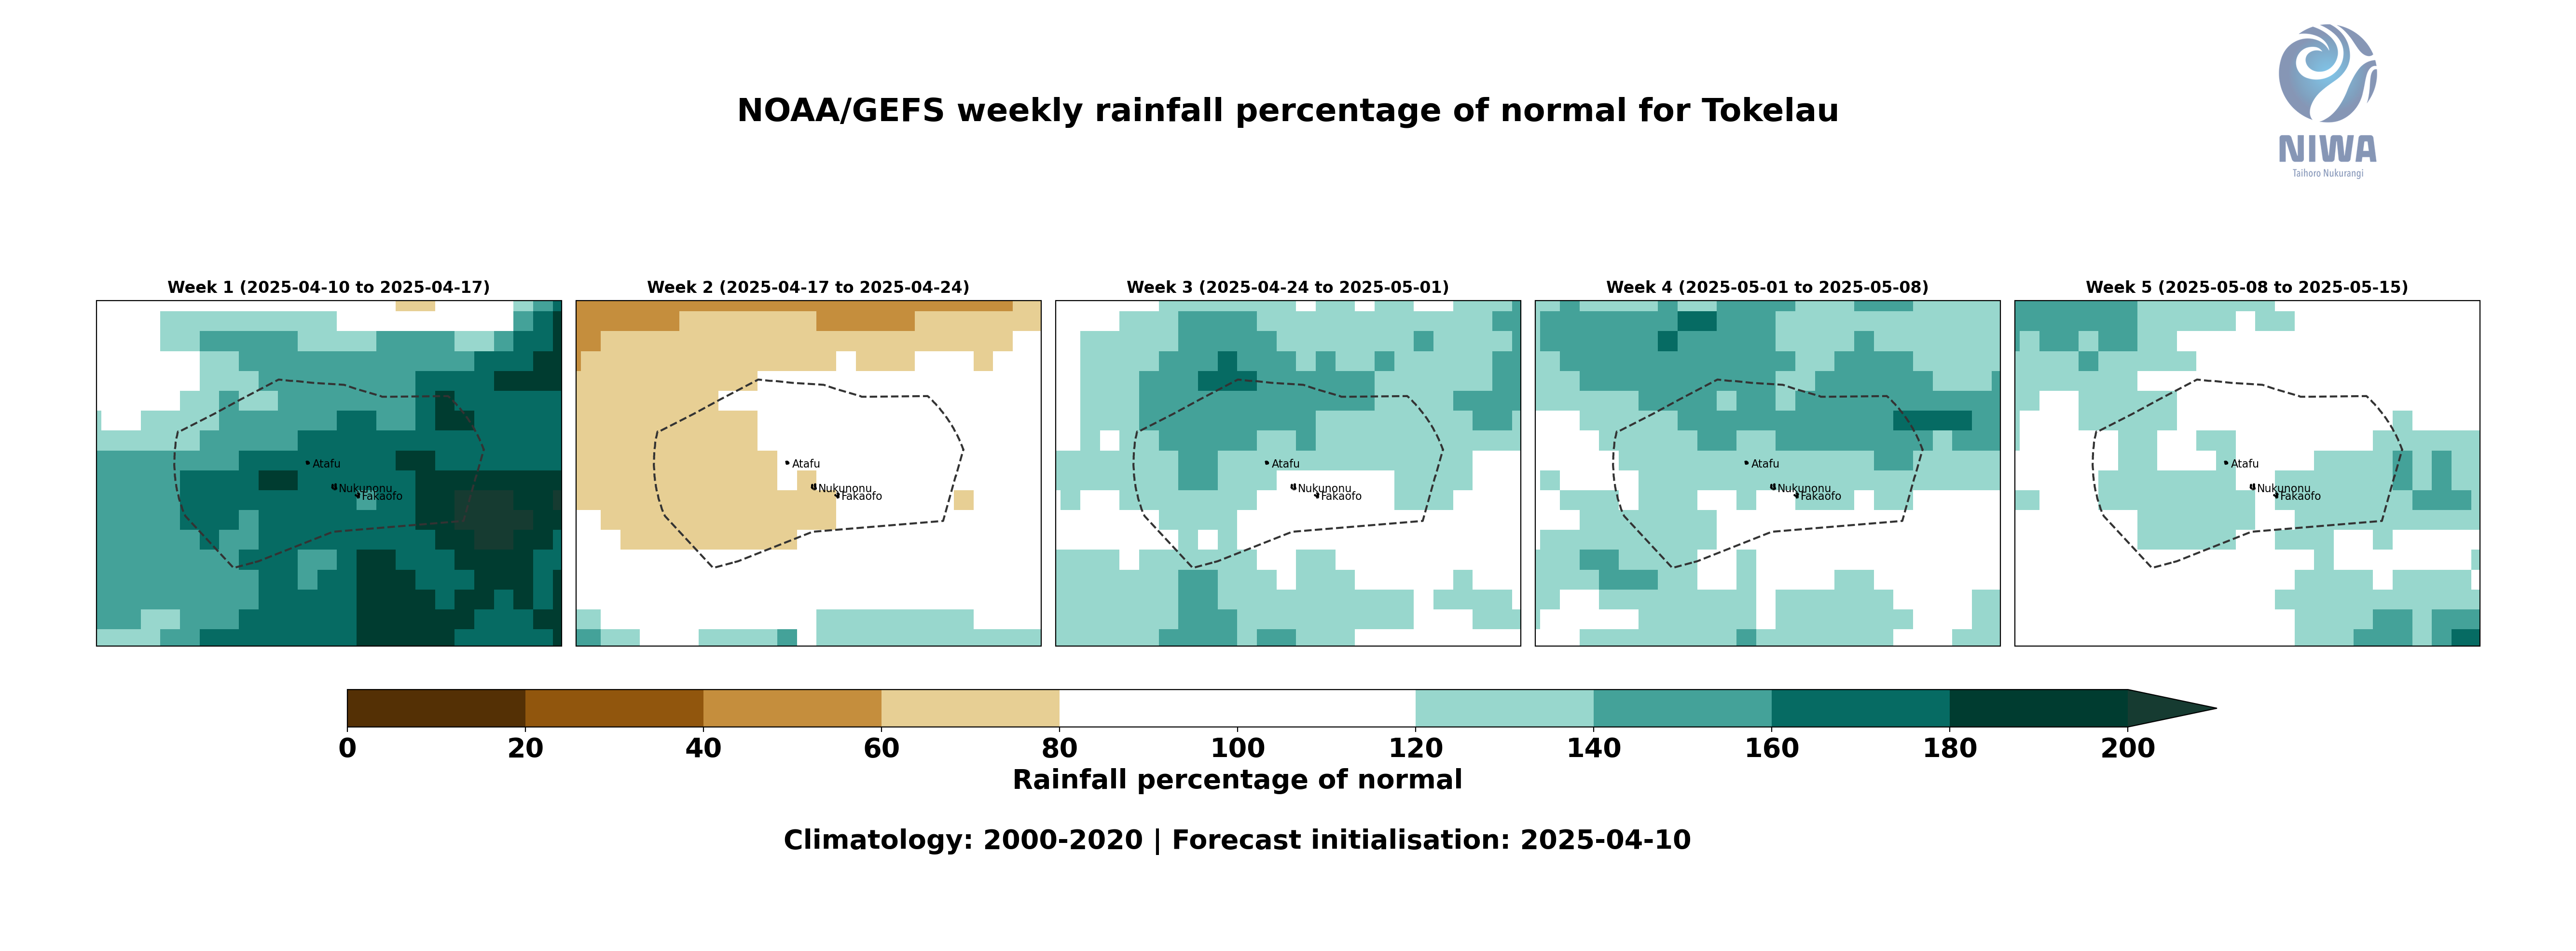 NOAA/GEFS weekly rainfall percentage of normal for Tokelau
NIWA
Taihoro Nukurangi
Week 1 (2025-04-10 to 2025-04-17)
Week 2 (2025-04-17 to 2025-04-24)
Week 3 (2025-04-24 to 2025-05-01)
Week 4 (2025-05-01 to 2025-05-08)
Week 5 (2025-05-08 to 2025-05-15)
Atafu
Nukunonu
Fakaofo
Atafu
Nukunonu
Fakaofo
Atafu
Nukunonu
Fakaofo
Atafu
Nukunonu
Fakaofo
Atafu
Nukunonu
Fakaofo
0 20 40 60 80 100 120 140 160 180 200
Rainfall percentage of normal
Climatology: 2000-2020 | Forecast initialisation: 2025-04-10